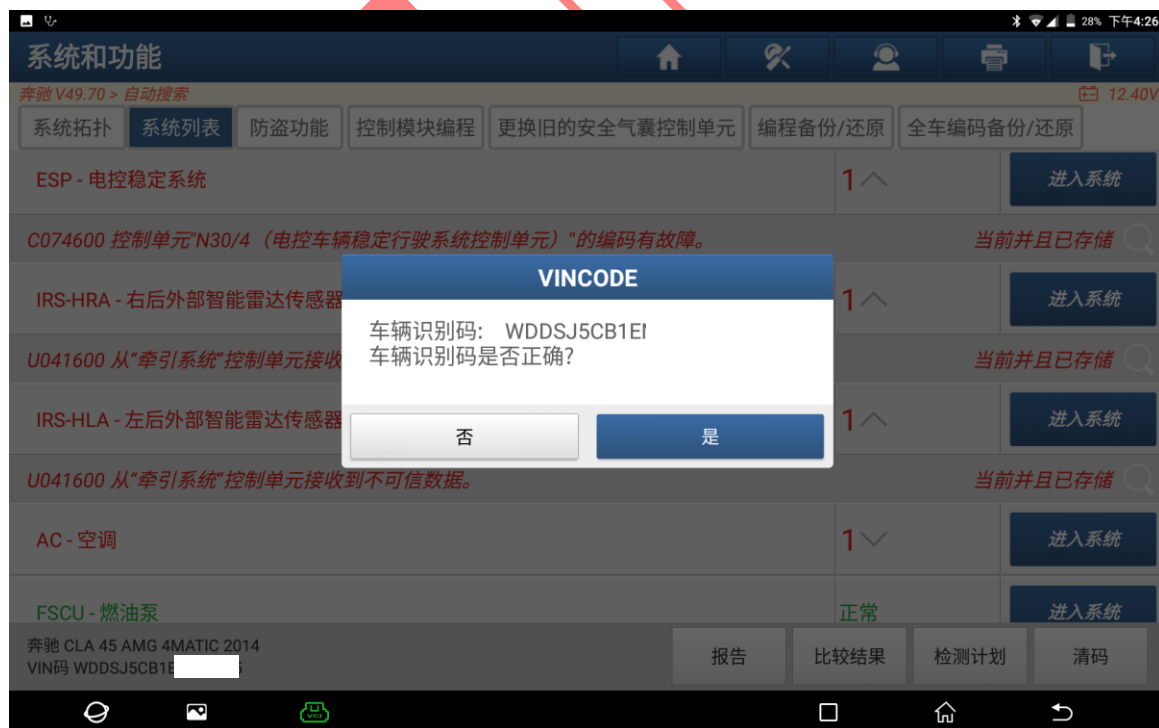 28% 下午4:26
系统和功能
奔驰 V49.70 > 自动搜索
12.40V
系统拓扑 系统列表 防盗功能 控制模块编程 更换旧的安全气囊控制单元 编程备份/还原 全车编码备份/还原
ESP - 电控稳定系统 1 进入系统
C074600 控制单元"N30/4（电控车辆稳定行驶系统控制单元）"的编码有故障。 当前并且已存储
VINCODE
IRS-HRA - 右后外部智能雷达传感器 1 进入系统
车辆识别码: WDDSJ5CB1E
车辆识别码是否正确?
U041600 从"牵引系统"控制单元接收 当前并且已存储
IRS-HLA - 左后外部智能雷达传感器 1 进入系统
否 是
U041600 从"牵引系统"控制单元接收到不可信数据。 当前并且已存储
AC - 空调 1 进入系统
FSCU - 燃油泵 正常 进入系统
奔驰 CLA 45 AMG 4MATIC 2014
VIN码 WDDSJ5CB1E
报告 比较结果 检测计划 清码
VCI